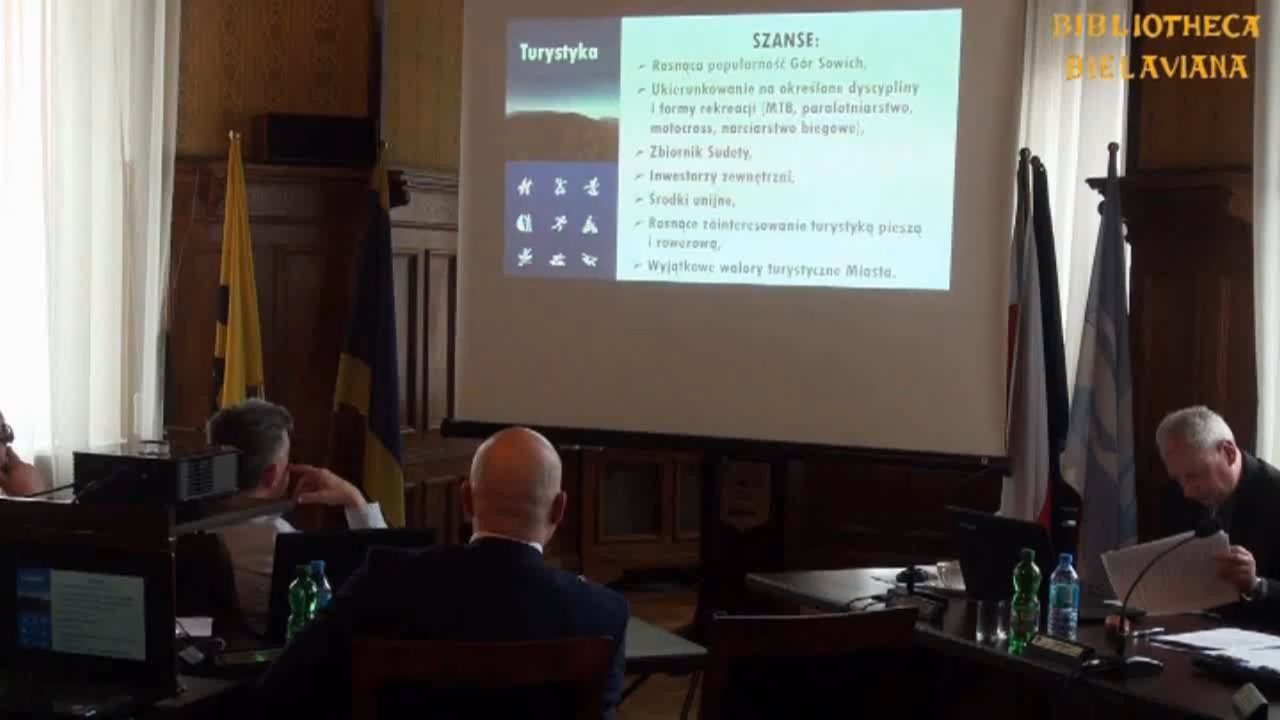 BIBLIOTHECA
BIELAVIANA
Turystyka
SZANSE:
➢ Rosnąca popularność Gór Sowich,
➢ Ukierunkowanie na określone dyscypliny
i formy rekreacji (MTB, paralotniarstwo,
motocross, narciarstwo biegowe),
➢ Zbiornik Sudety,
➢ Inwestorzy zewnętrzni,
➢ Środki unijne,
➢ Rosnące zainteresowanie turystyką pieszą
i rowerową,
➢ Wyjątkowe walory turystyczne Miasta.